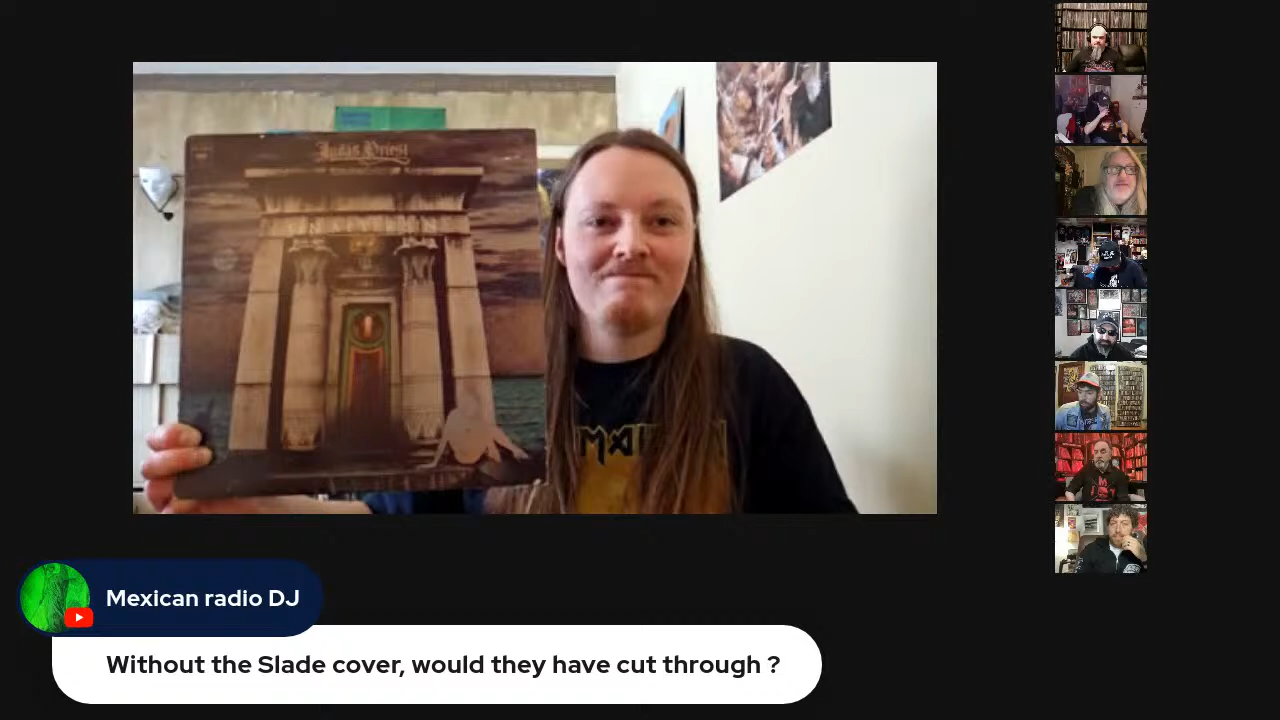 Judas Priest
Mexican radio DJ
Without the Slade cover, would they have cut through ?